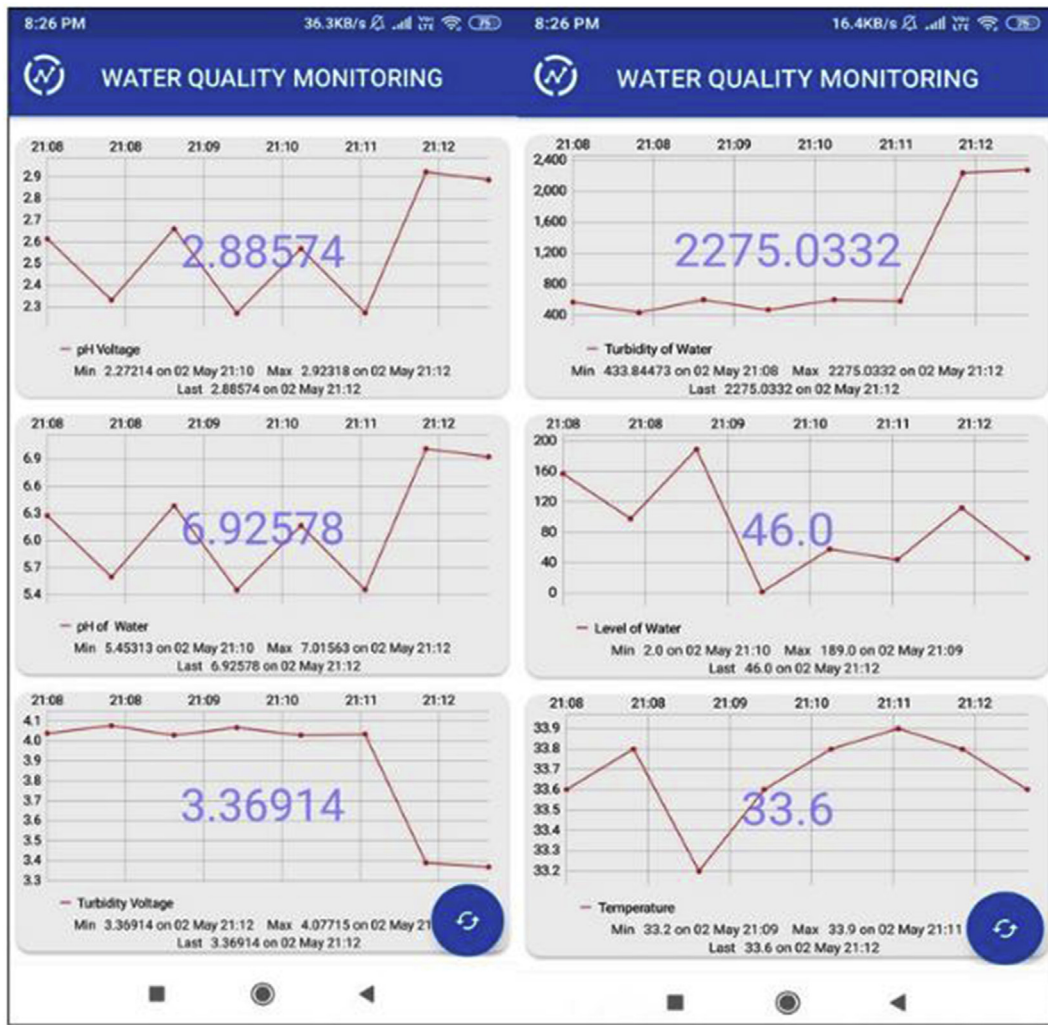 8:26 PM
36.3KB/s
VoLTE
75
WATER QUALITY MONITORING
21:08 21:08 21:09 21:10 21:11 21:12
2.9
2.8
2.7
2.6
2.5
2.4
2.3
2.88574
pH Voltage
Min 2.27214 on 02 May 21:10 Max 2.92318 on 02 May 21:12
Last 2.88574 on 02 May 21:12
21:08 21:08 21:09 21:10 21:11 21:12
6.9
6.6
6.3
6.0
5.7
5.4
6.92578
pH of Water
Min 5.45313 on 02 May 21:10 Max 7.01563 on 02 May 21:12
Last 6.92578 on 02 May 21:12
21:08 21:08 21:09 21:10 21:11 21:12
4.1
4.0
3.9
3.8
3.7
3.6
3.5
3.4
3.3
3.36914
Turbidity Voltage
Min 3.36914 on 02 May 21:12 Max 4.07715 on 02 May 21
Last 3.36914 on 02 May 21:12
8:26 PM
16.4KB/s
VoLTE
75
WATER QUALITY MONITORING
21:08 21:08 21:09 21:10 21:11 21:12
2,400
2,000
1,600
1,200
800
400
2275.0332
Turbidity of Water
Min 433.84473 on 02 May 21:08 Max 2275.0332 on 02 May 21:12
Last 2275.0332 on 02 May 21:12
21:08 21:08 21:09 21:10 21:11 21:12
200
160
120
80
40
0
46.0
Level of Water
Min 2.0 on 02 May 21:10 Max 189.0 on 02 May 21:09
Last 46.0 on 02 May 21:12
21:08 21:08 21:09 21:10 21:11 21:12
33.9
33.8
33.7
33.6
33.5
33.4
33.3
33.2
33.6
Temperature
Min 33.2 on 02 May 21:09 Max 33.9 on 02 May 21:11
Last 33.6 on 02 May 21:12